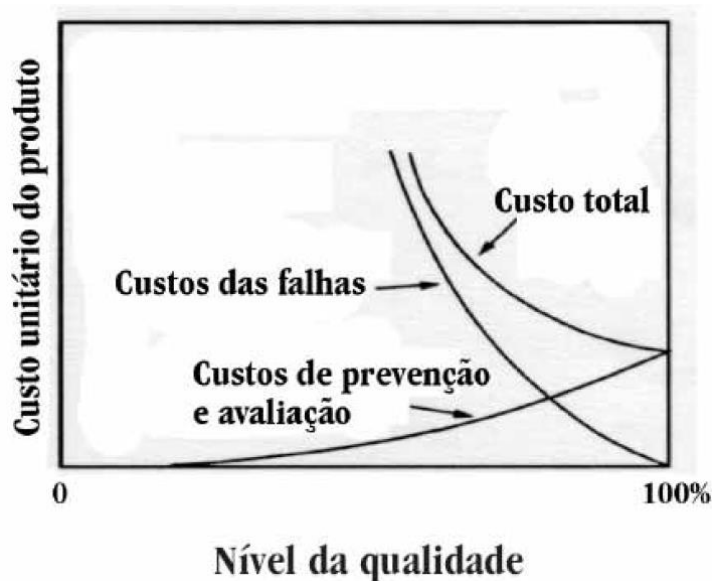 Custo unitário do produto
Custo total
Custos das falhas
Custos de prevenção
e avaliação
0
100%
Nível da qualidade